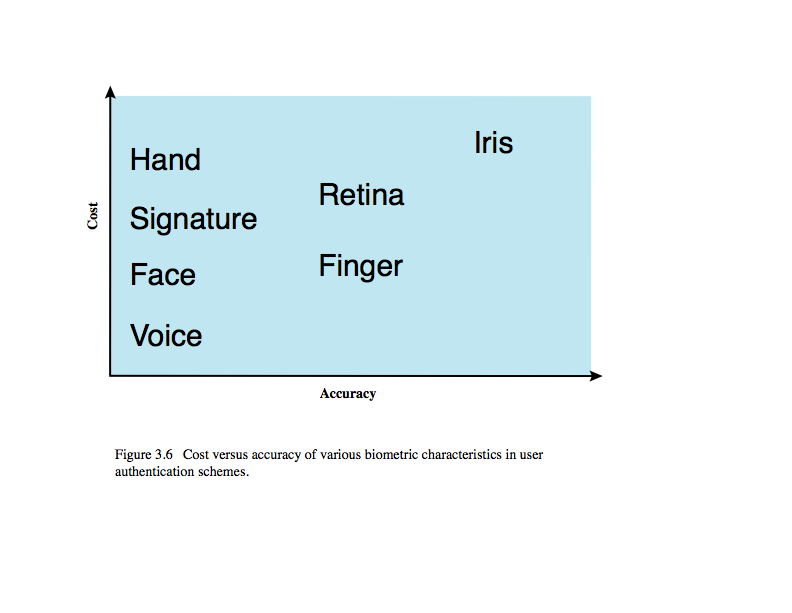 Iris
Hand
Retina
Signature
Finger
Face
Voice
Cost
Accuracy
Figure 3.6 Cost versus accuracy of various biometric characteristics in user
authentication schemes.